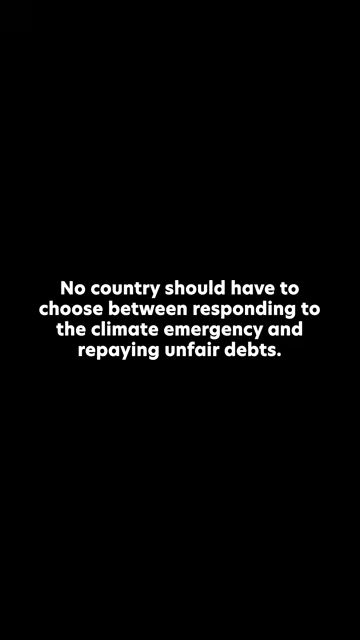 No country should have to
choose between responding to
the climate emergency and
repaying unfair debts.